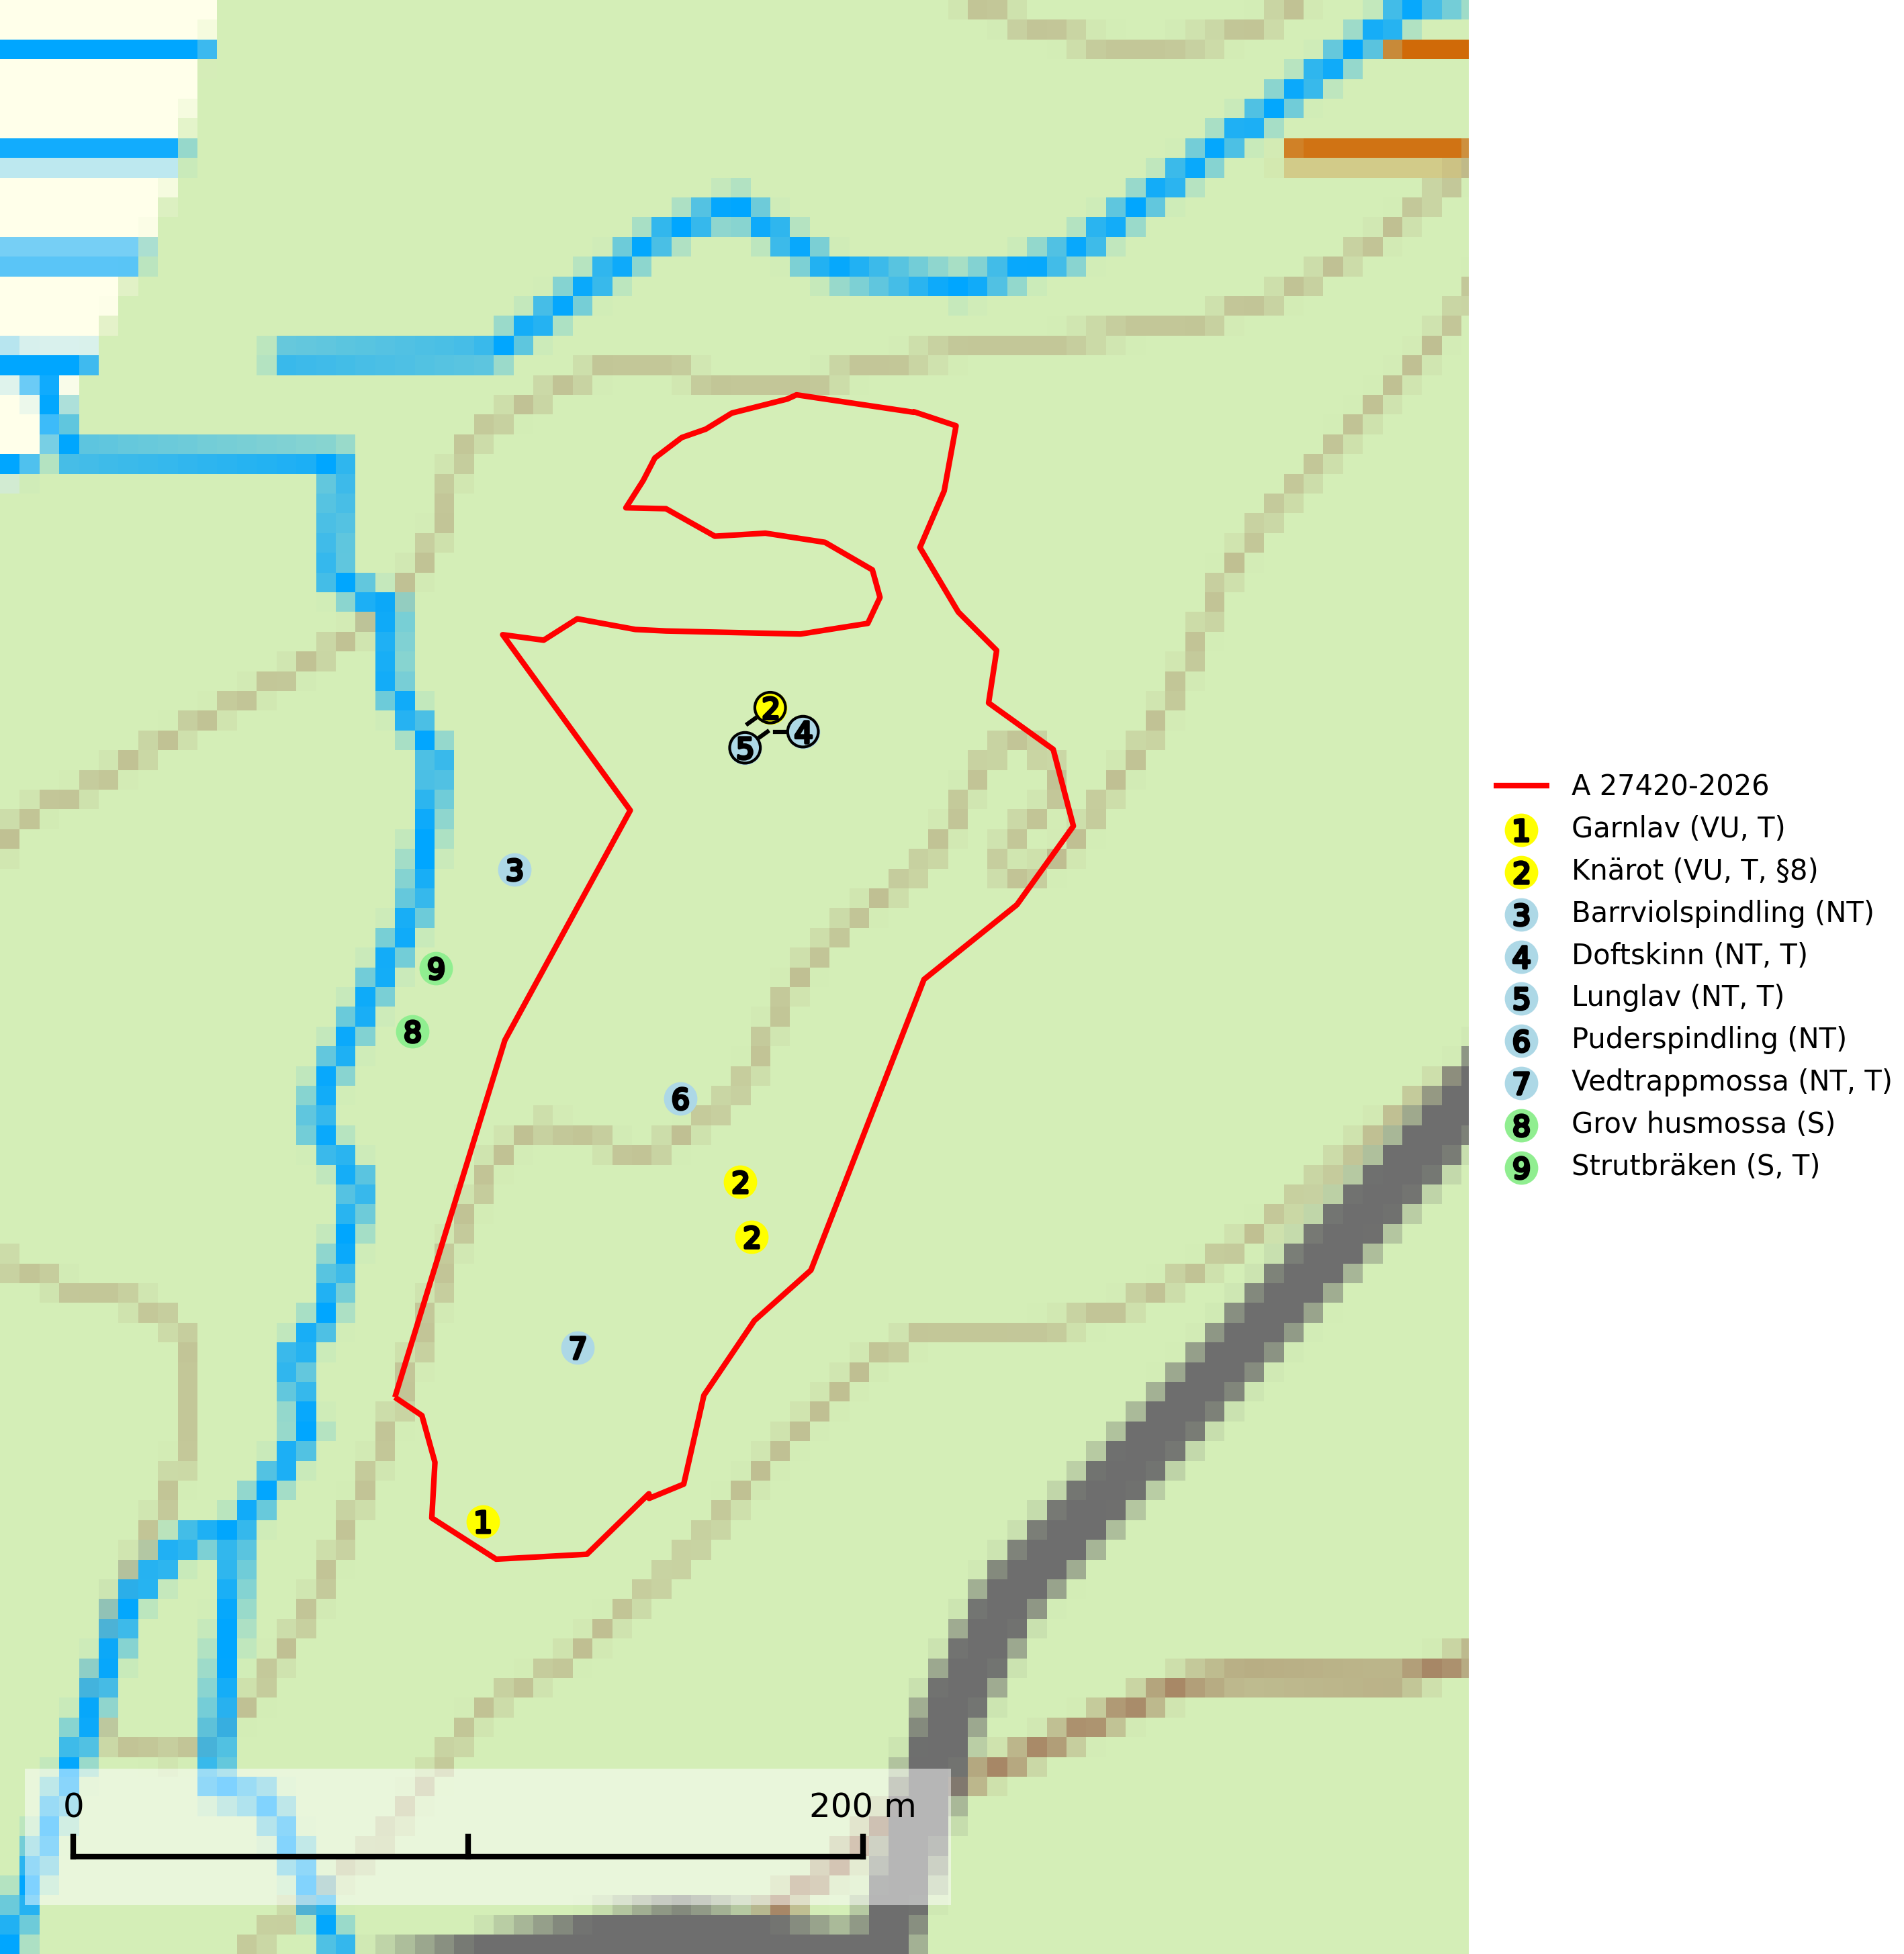 2
4
5
3
9
8
6
2
2
7
1
0 200 m
A 27420-2026
1 Garnlav (VU, T)
2 Knärot (VU, T, §8)
3 Barrviolspindling (NT)
4 Doftskinn (NT, T)
5 Lunglav (NT, T)
6 Puderspindling (NT)
7 Vedtrappmossa (NT, T)
8 Grov husmossa (S)
9 Strutbräken (S, T)